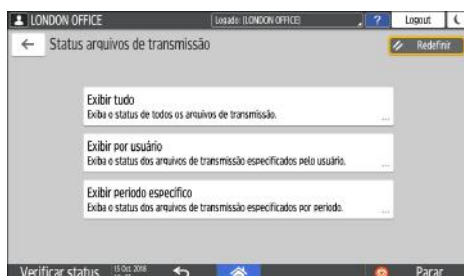 LONDON OFFICE
Logado: [LONDON OFFICE]
?
Logout
Status arquivos de transmissão
Redefinir
Exibir tudo
Exiba o status de todos os arquivos de transmissão.
...
Exibir por usuário
Exiba o status dos arquivos de transmissão especificados pelo usuário.
...
Exibir período específico
Exiba o status dos arquivos de transmissão especificados por período.
...
Verificar status
15 Oct. 2018
Parar